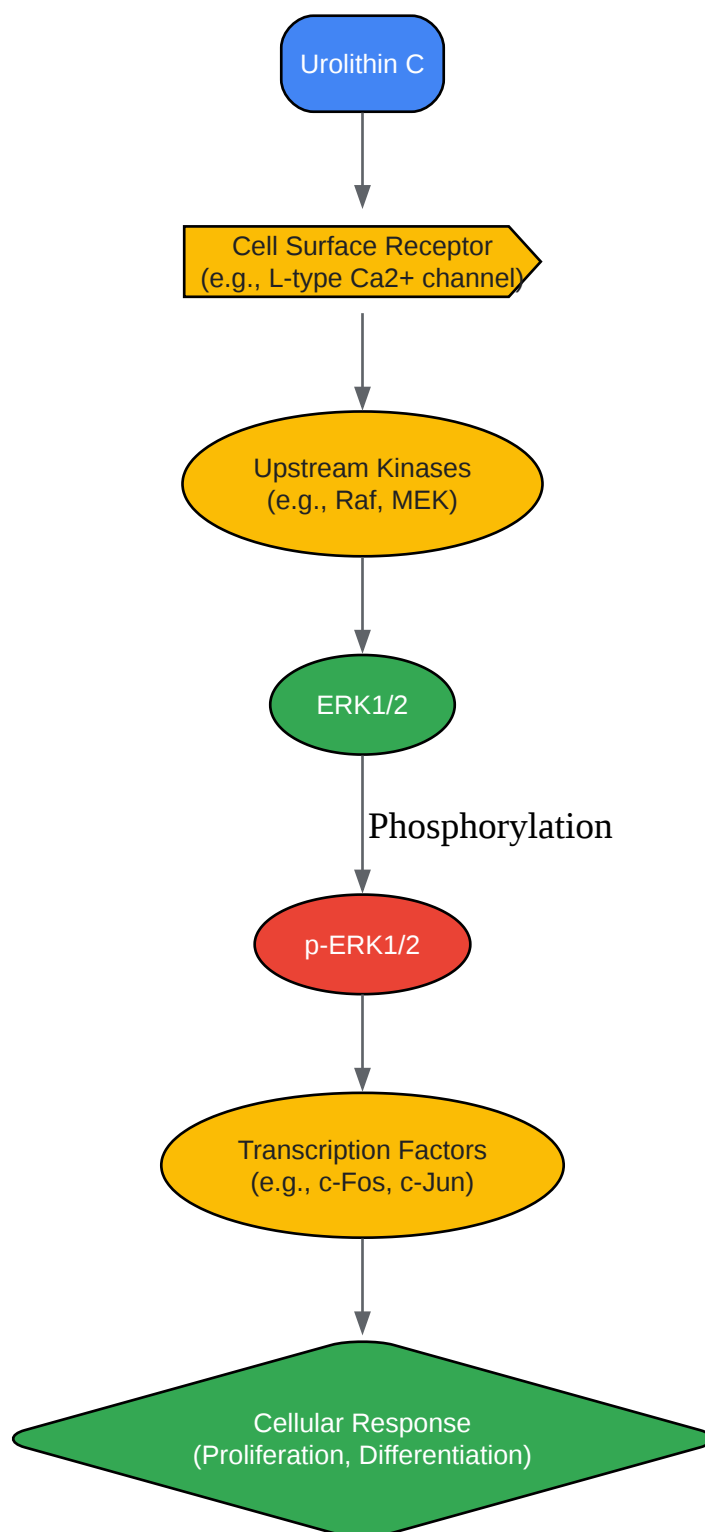 Urolithin C
Cell Surface Receptor
(e.g., L-type Ca2+ channel)
Upstream Kinases
(e.g., Raf, MEK)
ERK1/2
Phosphorylation
p-ERK1/2
Transcription Factors
(e.g., c-Fos, c-Jun)
Cellular Response
(Proliferation, Differentiation)